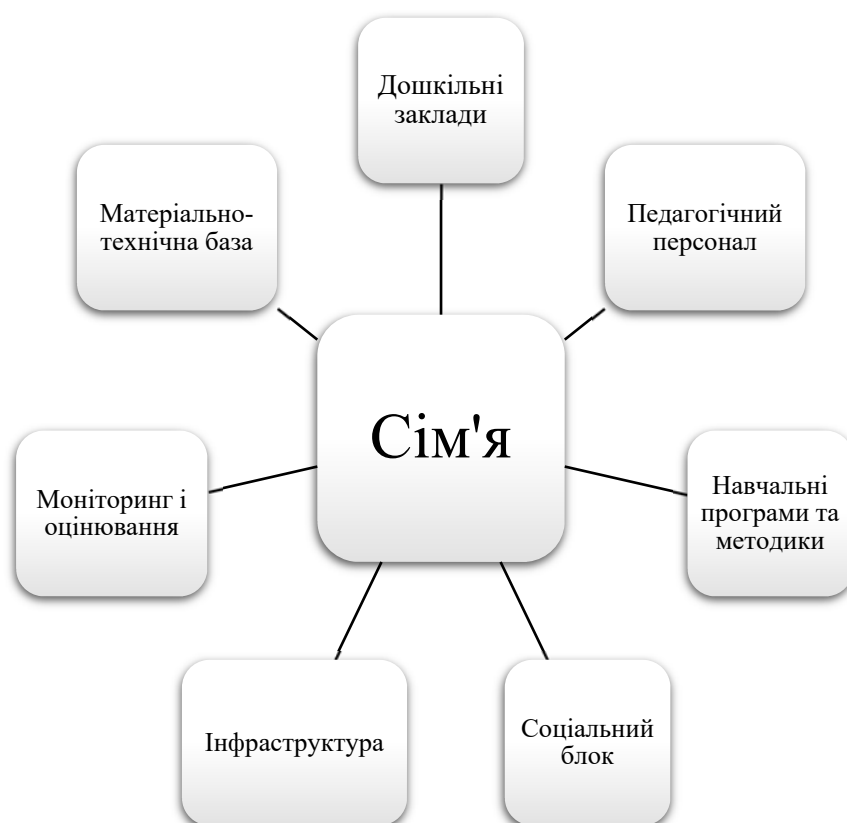 Дошкільні
заклади
Матеріально-
технічна база
Педагогічний
персонал
Сім'я
Моніторинг і
оцінювання
Навчальні
програми та
методики
Інфраструктура
Соціальний
блок